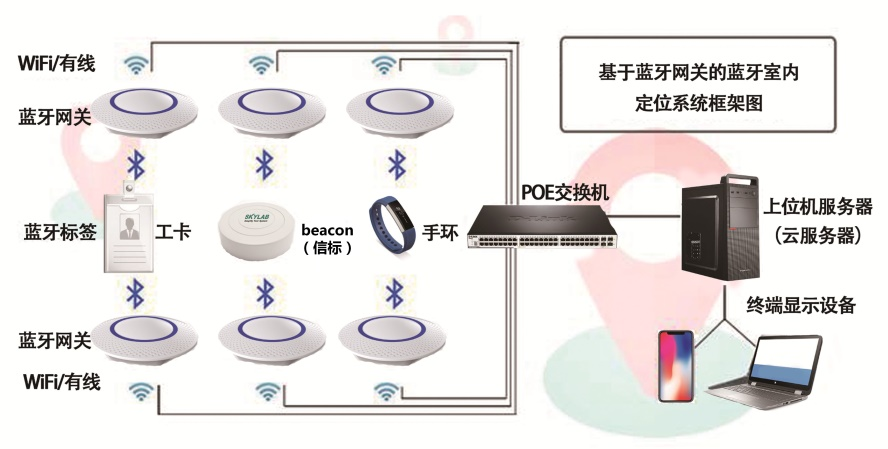 WiFi/有线
基于蓝牙网关的蓝牙室内
定位系统框架图
蓝牙网关
POE交换机
蓝牙标签
工卡
SKYLAB
beacon
（信标）
手环
上位机服务器
（云服务器）
终端显示设备
蓝牙网关
WiFi/有线